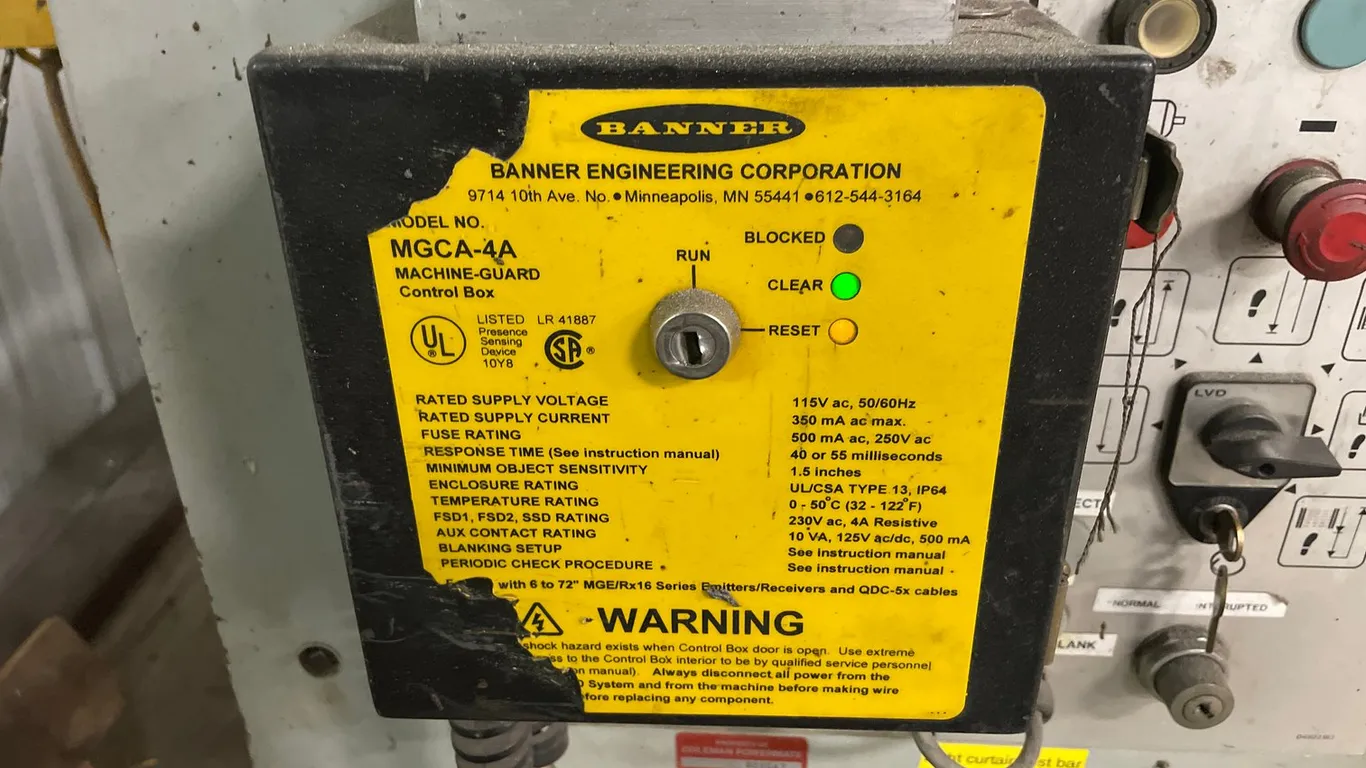 BANNER
BANNER ENGINEERING CORPORATION
9714 10th Ave. No. • Minneapolis, MN 55441 • 612-544-3164
MODEL NO.
MGCA-4A
MACHINE-GUARD
Control Box
BLOCKED
RUN
CLEAR
RESET
UL
®
LISTED
Presence
Sensing
Device
10Y8
LR 41887
SA ®
RATED SUPPLY VOLTAGE 115V ac, 50/60Hz
RATED SUPPLY CURRENT 350 mA ac max.
FUSE RATING 500 mA ac, 250V ac
RESPONSE TIME (See instruction manual) 40 or 55 milliseconds
MINIMUM OBJECT SENSITIVITY 1.5 inches
ENCLOSURE RATING UL/CSA TYPE 13, IP64
TEMPERATURE RATING 0 - 50°C (32 - 122°F)
FSD1, FSD2, SSD RATING 230V ac, 4A Resistive
AUX CONTACT RATING 10 VA, 125V ac/dc, 500 mA
BLANKING SETUP See instruction manual
PERIODIC CHECK PROCEDURE See instruction manual
with 6 to 72" MGE/Rx16 Series Emitters/Receivers and QDC-5x cables
WARNING
shock hazard exists when Control Box door is open. Use extreme
to the Control Box interior to be by qualified service personnel
manual). Always disconnect all power from the
System and from the machine before making wire
before replacing any component.
LVD
NORMAL INTERRUPTED
LANK
COLEMAN POWERMATE
curtain test bar